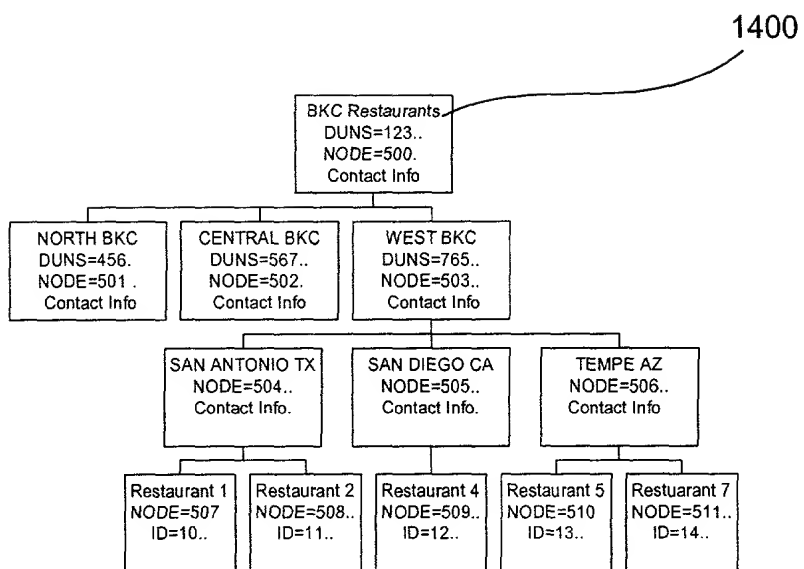 1400
BKC Restaurants
DUNS=123..
NODE=500.
Contact Info
NORTH BKC
DUNS=456.
NODE=501 .
Contact Info
CENTRAL BKC
DUNS=567..
NODE=502.
Contact Info
WEST BKC
DUNS=765..
NODE=503..
Contact Info
SAN ANTONIO TX
NODE=504..
Contact Info.
SAN DIEGO CA
NODE=505..
Contact Info.
TEMPE AZ
NODE=506..
Contact Info
Restaurant 1
NODE=507
ID=10..
Restaurant 2
NODE=508..
ID=11..
Restaurant 4
NODE=509..
ID=12..
Restaurant 5
NODE=510
ID=13..
Restuarant 7
NODE=511..
ID=14..